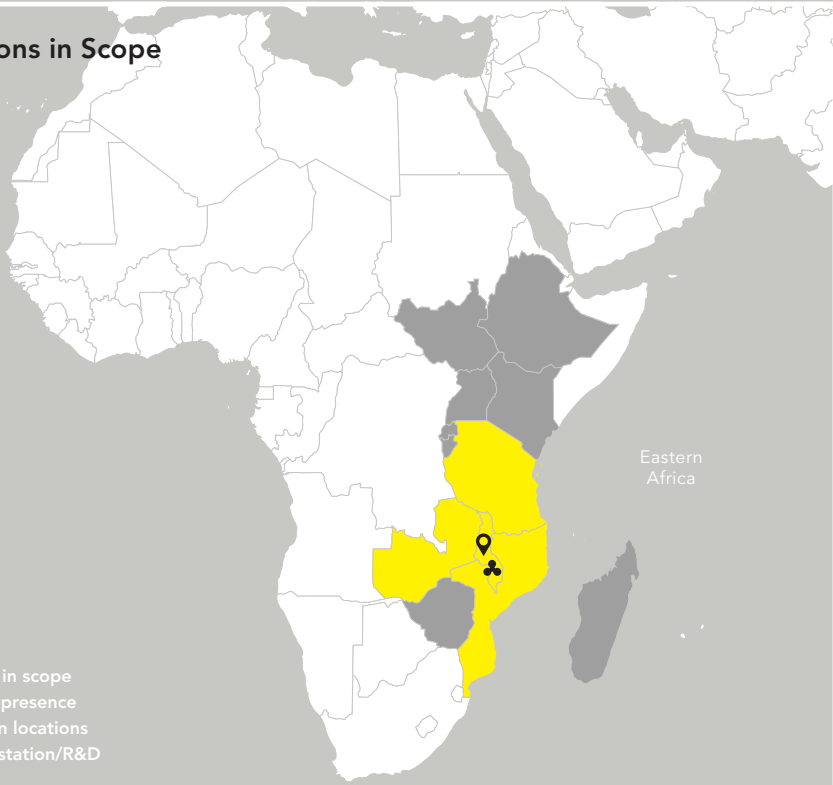 ons in Scope
Eastern
Africa
in scope
presence
n locations
station/R&D